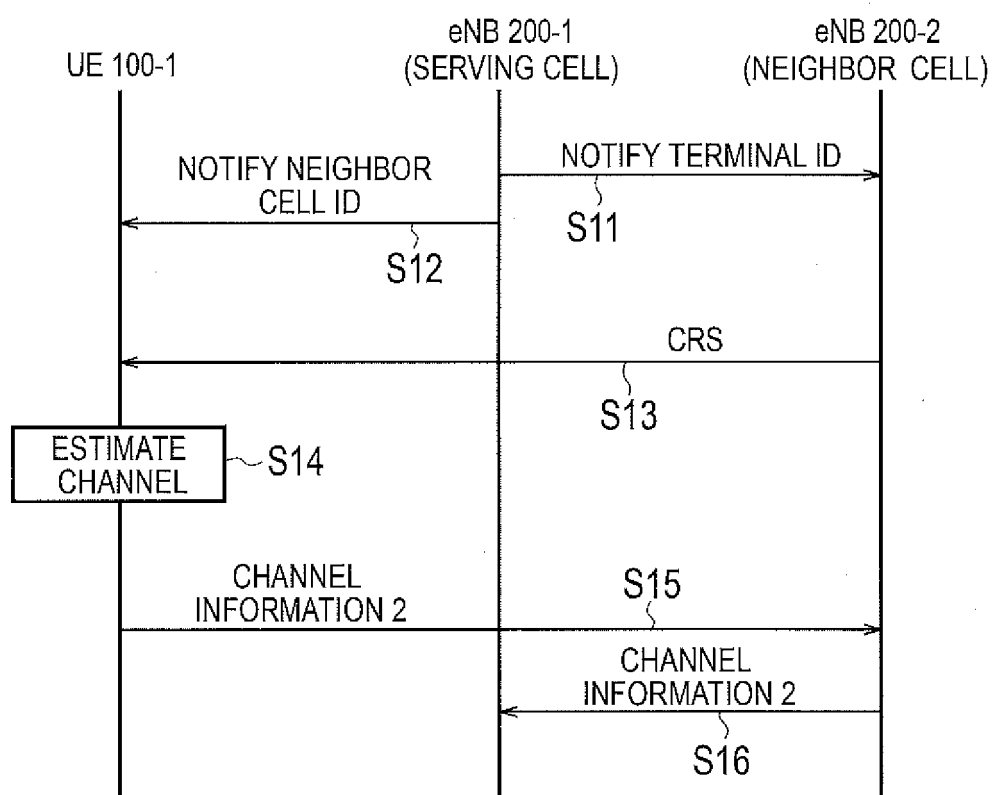 UE 100-1
eNB 200-1
(SERVING CELL)
eNB 200-2
(NEIGHBOR CELL)
NOTIFY TERMINAL ID
S11
NOTIFY NEIGHBOR
CELL ID
S12
CRS
S13
ESTIMATE
CHANNEL
S14
CHANNEL
INFORMATION 2
S15
CHANNEL
INFORMATION 2
S16